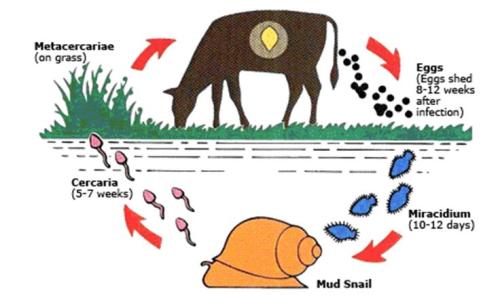 Metacercariae
(on grass)
Eggs
(Eggs shed
8-12 weeks
after
infection)
Cercaria
(5-7 weeks)
Miracidium
(10-12 days)
Mud Snail